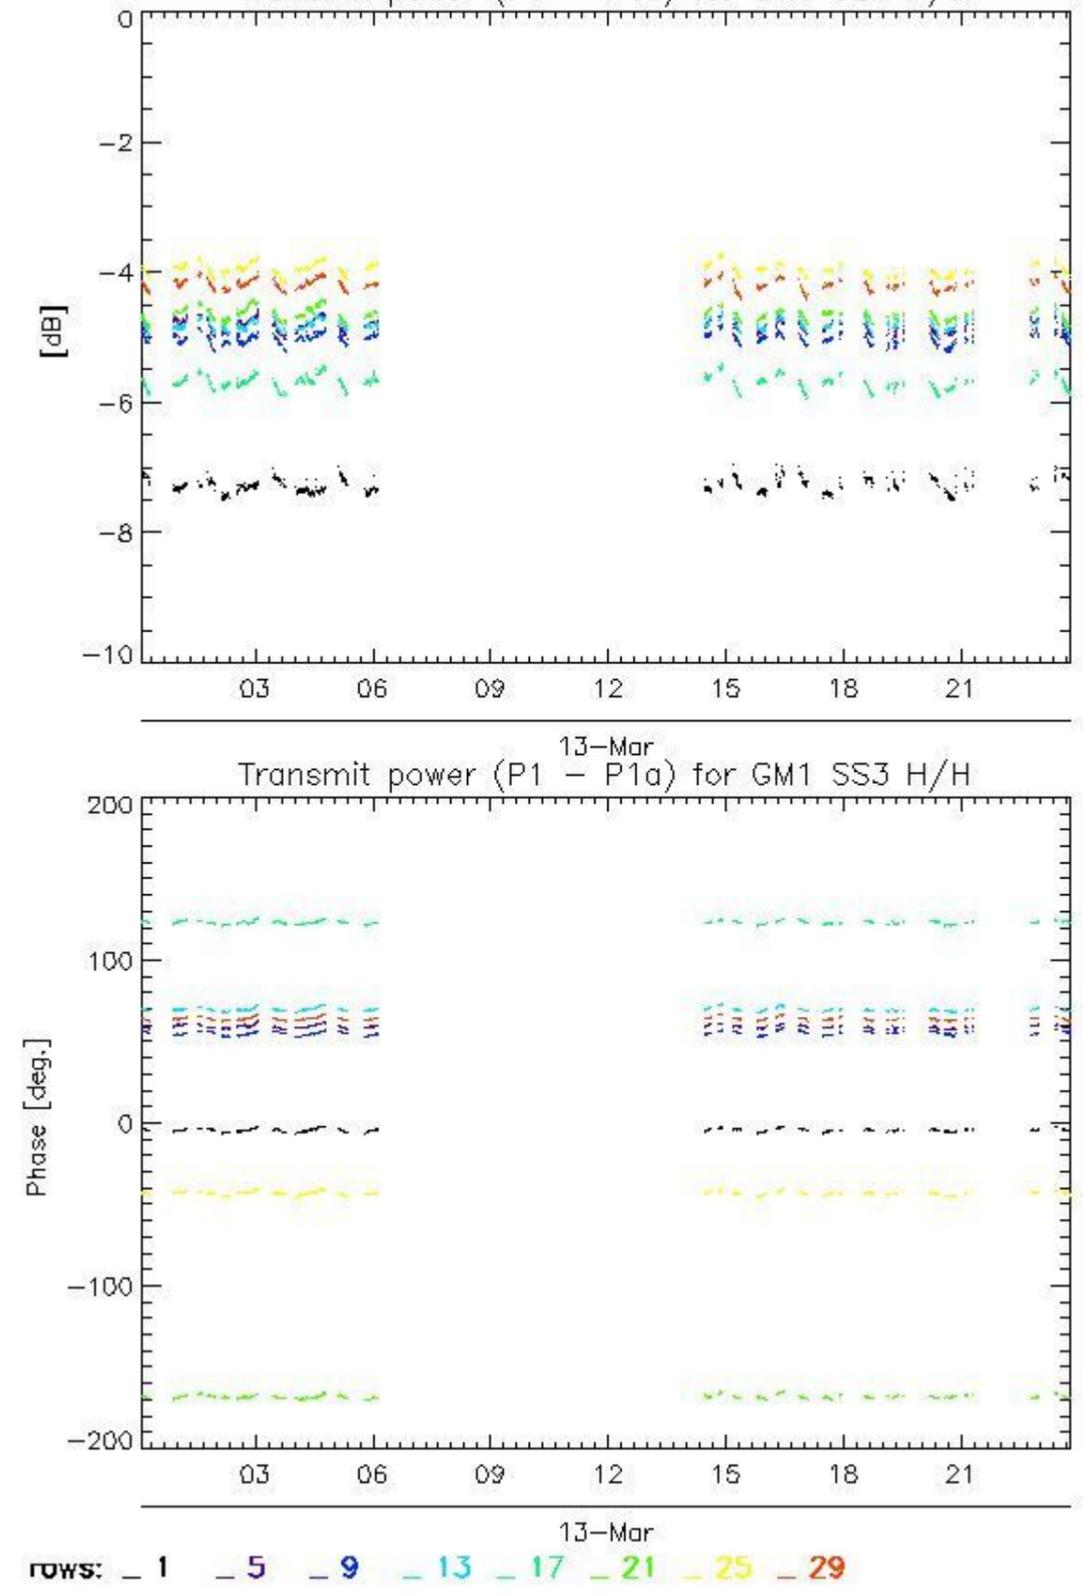 0
-2
-4
[dB]
-6
-8
-10
03 06 09 12 15 18 21
13-Mar
Transmit power (P1 - P1a) for GM1 SS3 H/H
200
100
0
Phase [deg.]
-100
-200
03 06 09 12 15 18 21
13-Mar
rows: _ 1 _ 5 _ 9 _ 13 _ 17 _ 21 _ 25 _ 29